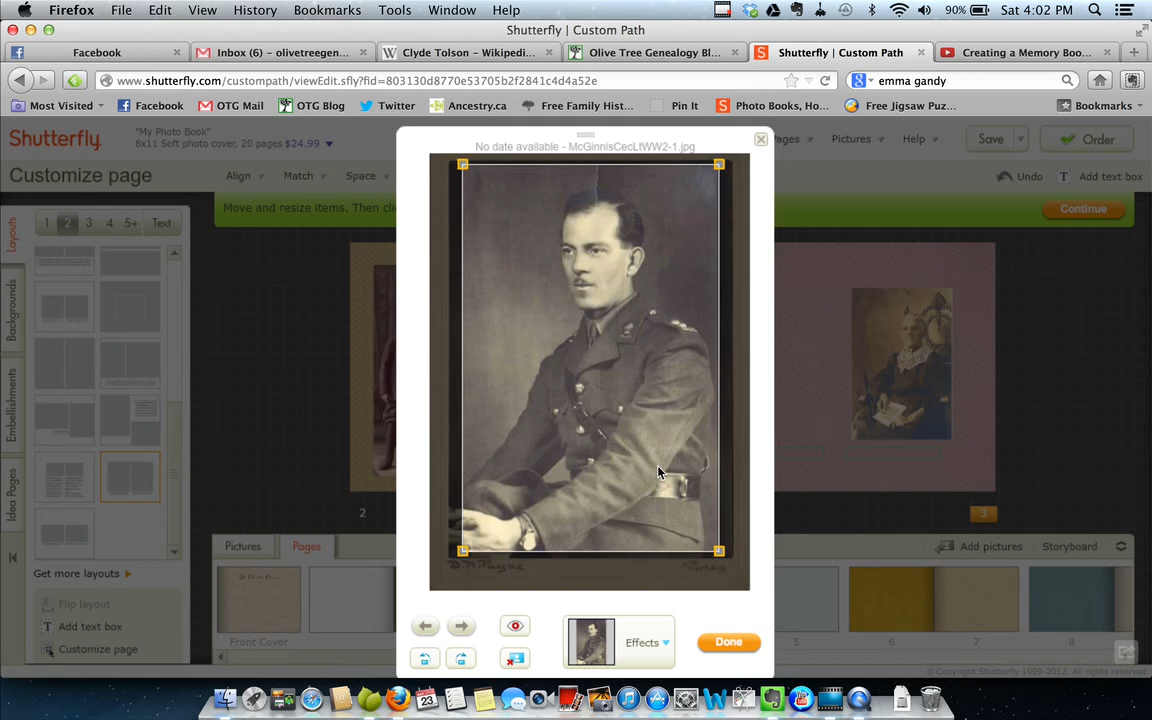 Firefox File Edit View History Bookmarks Tools Window Help 90% Sat 4:02 PM
Shutterfly | Custom Path
Facebook Inbox (6) – olivetreegen... Clyde Tolson – Wikipedi... Olive Tree Genealogy Bl... Shutterfly | Custom Path Creating a Memory Boo...
www.shutterfly.com/custompath/viewEdit.sfly?fid=803130d8770e53705b2f2841c4d4a52e emma gandy
Most Visited Facebook OTG Mail OTG Blog Twitter Ancestry.ca Free Family Hist... Pin It Photo Books, Ho... Free Jigsaw Puz... Bookmarks
Shutterfly "My Photo Book"
8x11 Soft photo cover, 20 pages $24.99
Pages Pictures Help Save Order
No date available - McGinnisCecLtWW2-1.jpg
Customize page Align Match Space Undo Add text box
Move and resize items. Then cli Continue
1 2 3 4 5+ Text
Layouts
Backgrounds
Embellishments
Idea Pages
2 3
Get more layouts
Flip layout
Add text box
Customize page
Pictures Pages Add pictures Storyboard
Front Cover 5 6 7 8
D. M. Payne
Effects Done
© Copyright Shutterfly 1999-2012. All rights reserved.
23